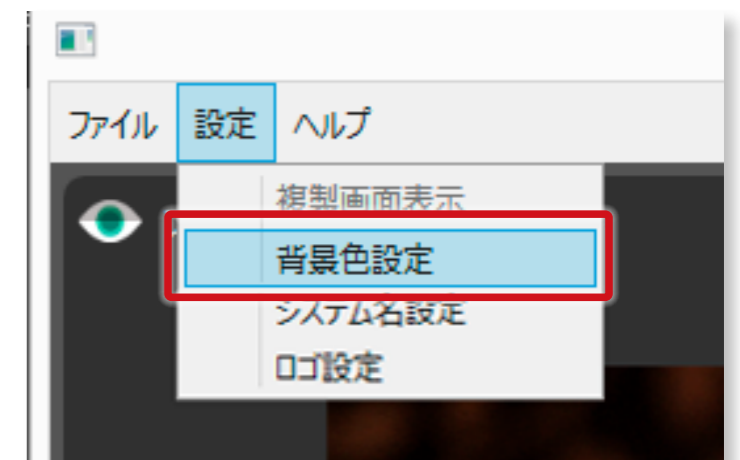 ファイル 設定 ヘルプ
複製画面表示
背景色設定
システム名設定
ロゴ設定